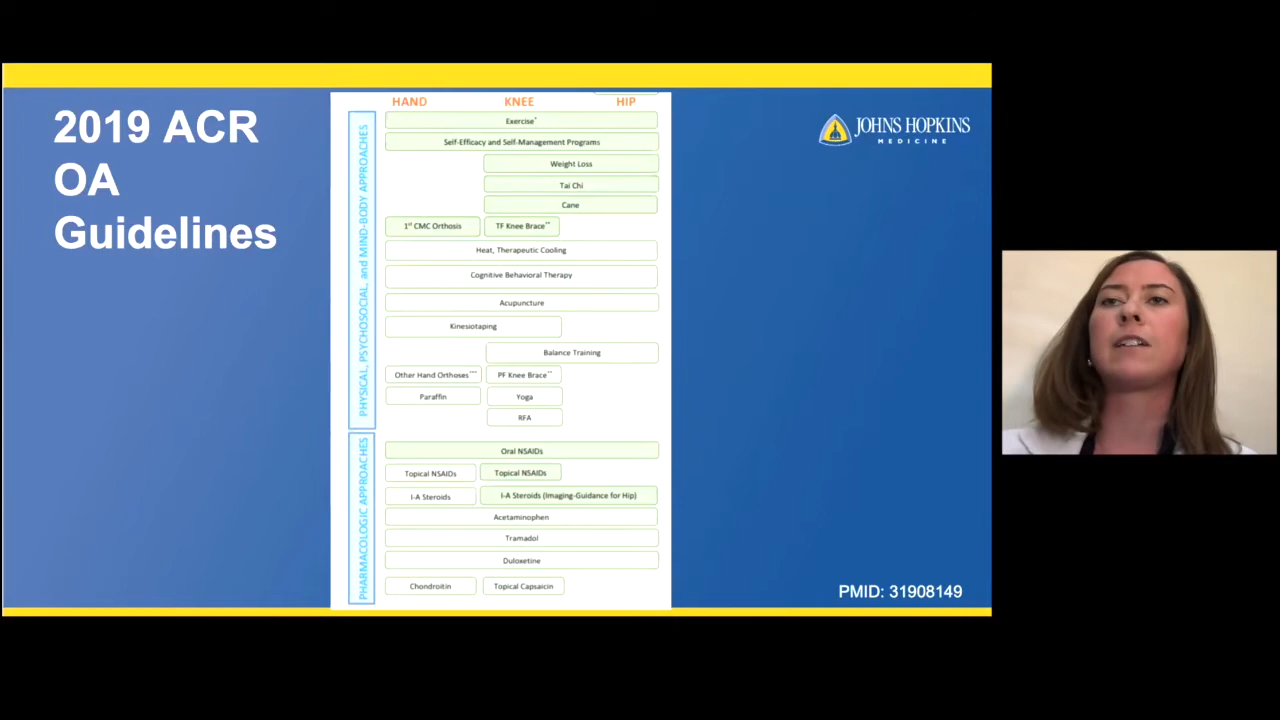 2019 ACR
OA
Guidelines
HAND KNEE HIP
PHYSICAL, PSYCHOSOCIAL, and MIND-BODY APPROACHES
Exercise*
Self-Efficacy and Self-Management Programs
Weight Loss
Tai Chi
Cane
1st CMC Orthosis TF Knee Brace**
Heat, Therapeutic Cooling
Cognitive Behavioral Therapy
Acupuncture
Kinesiotaping
Balance Training
Other Hand Orthoses*** PF Knee Brace**
Paraffin Yoga
RFA
PHARMACOLOGIC APPROACHES
Oral NSAIDs
Topical NSAIDs Topical NSAIDs
I-A Steroids I-A Steroids (Imaging-Guidance for Hip)
Acetaminophen
Tramadol
Duloxetine
Chondroitin Topical Capsaicin
JOHNS HOPKINS
MEDICINE
PMID: 31908149